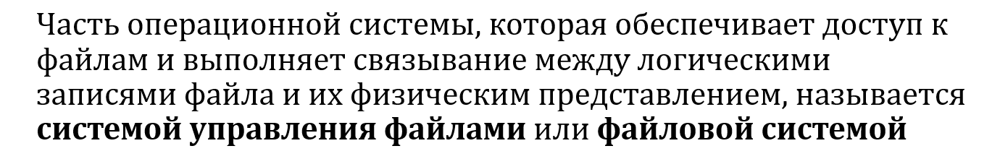 Часть операционной системы, которая обеспечивает доступ к
файлам и выполняет связывание между логическими
записями файла и их физическим представлением, называется
системой управления файлами или файловой системой